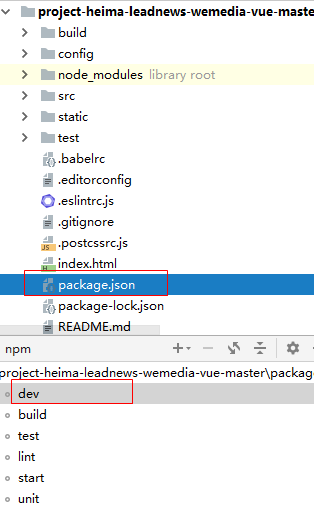 project-heima-leadnews-wemedia-vue-master
build
config
node_modules library root
src
static
test
.babelrc
.editorconfig
.eslintrc.js
.gitignore
.postcssrc.js
index.html
package.json
package-lock.json
README.md
npm
project-heima-leadnews-wemedia-vue-master\package
dev
build
test
lint
start
unit